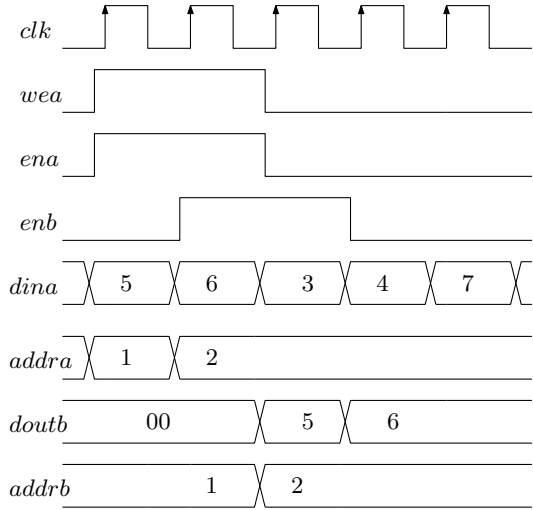 clk
wea
ena
enb
dina 5 6 3 4 7
addra 1 2
doutb 00 5 6
addrb 1 2